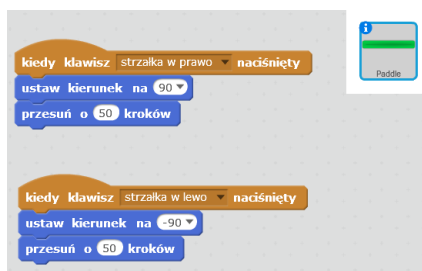 kiedy klawisz strzałka w prawo naciśnięty
ustaw kierunek na 90
przesuń o 50 kroków
Paddle
kiedy klawisz strzałka w lewo naciśnięty
ustaw kierunek na -90
przesuń o 50 kroków